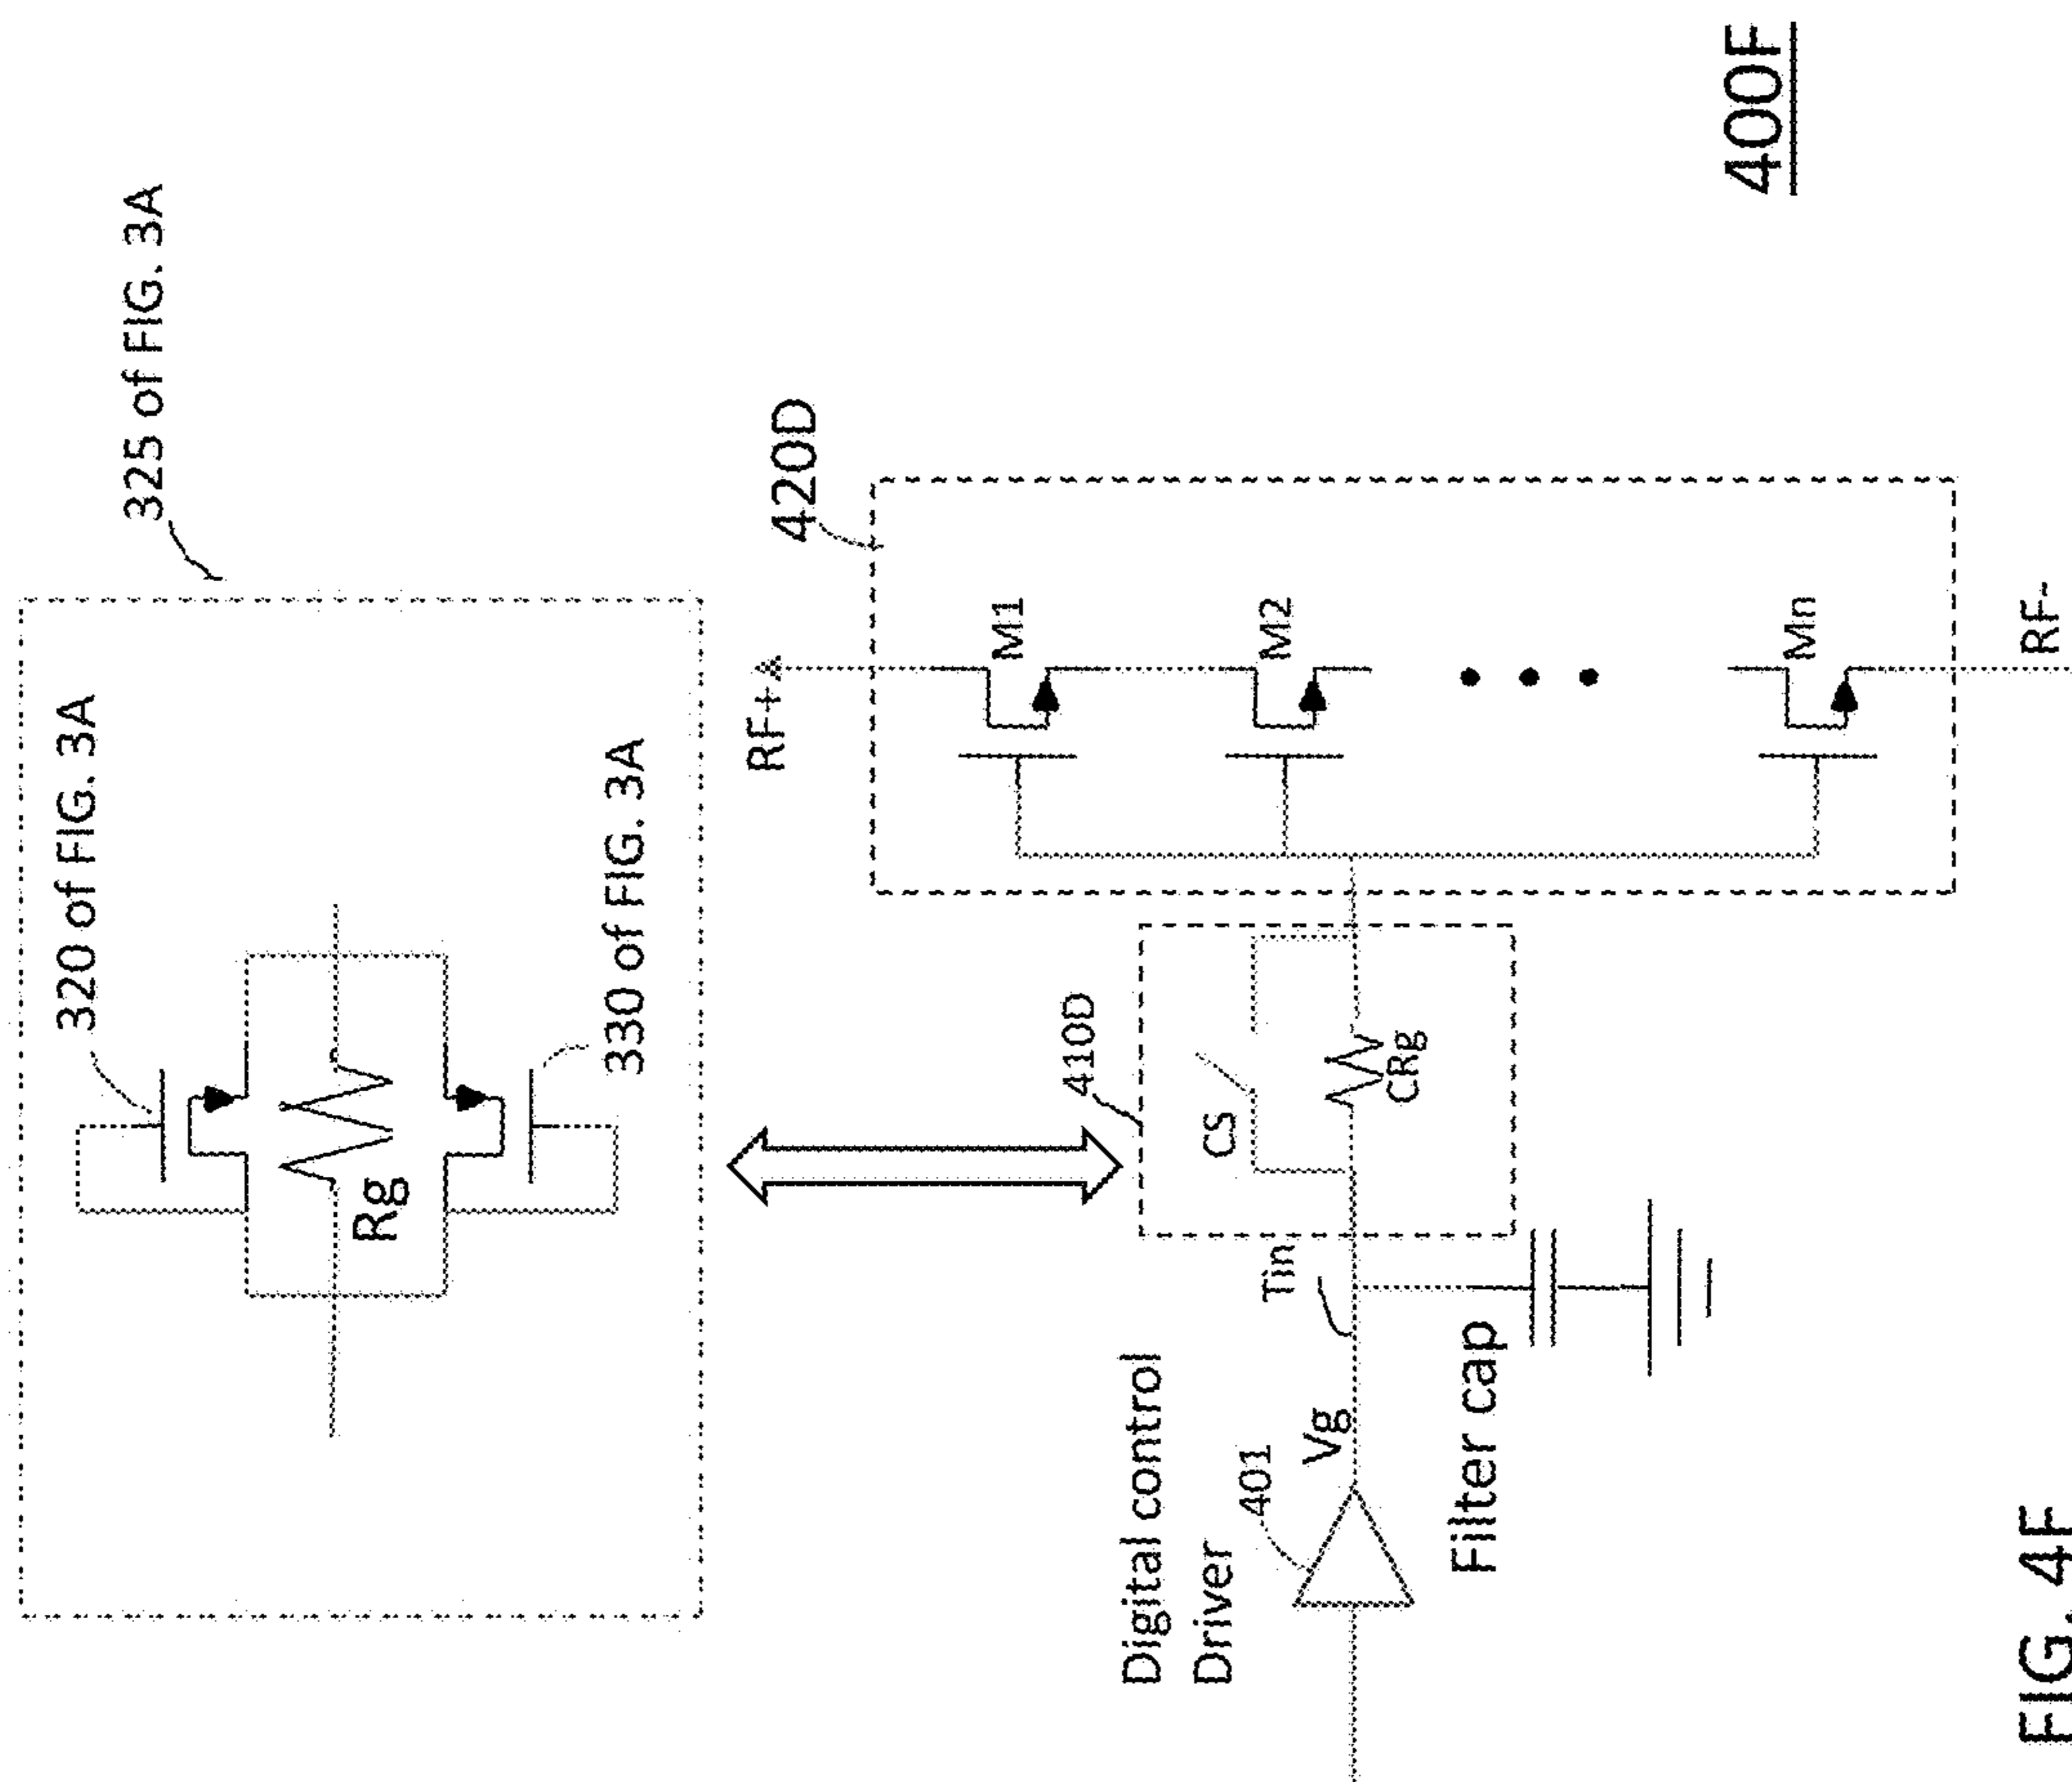 325 of FIG. 3A
320 of FIG. 3A
Rg
330 of FIG. 3A
420D
RF+
M1
M2
Mn
RF-
410D
CS
CRg
Tin
Digital control
Driver
401
Vg
Filter cap
400F
FIG. 4F